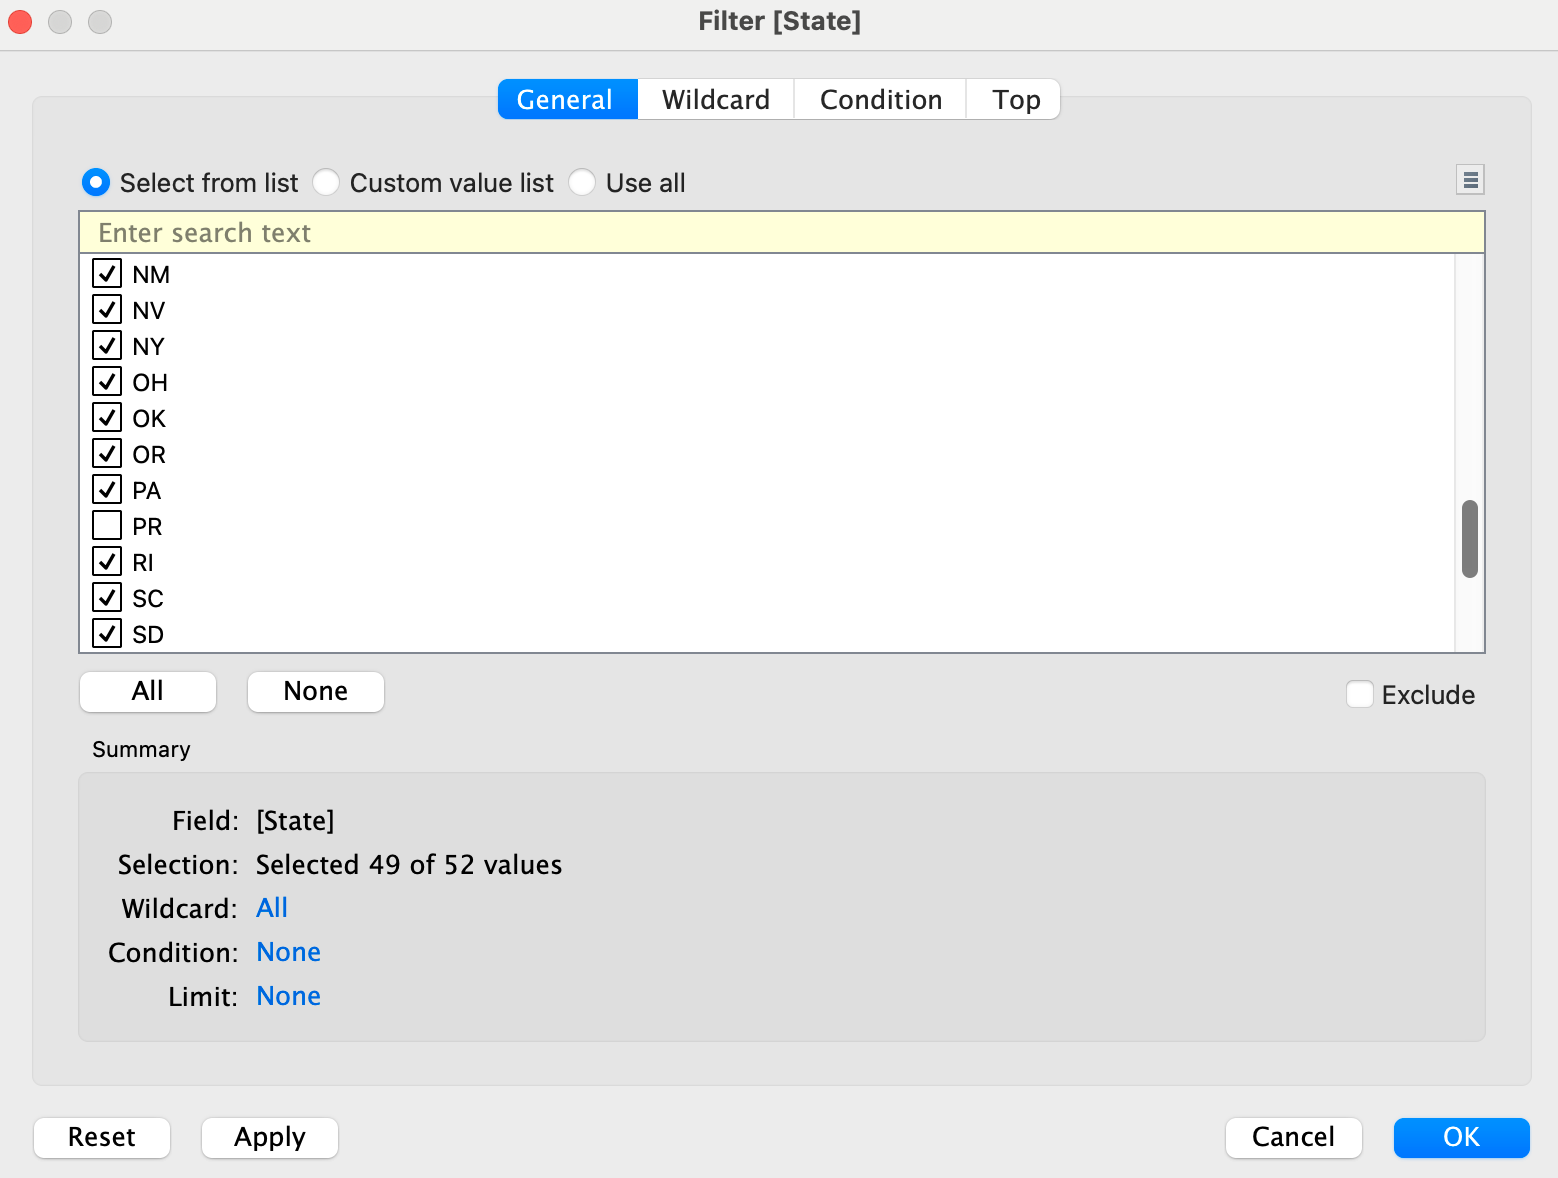 Filter [State]
General Wildcard Condition Top
Select from list Custom value list Use all
Enter search text
NM
NV
NY
OH
OK
OR
PA
PR
RI
SC
SD
All None Exclude
Summary
Field: [State]
Selection: Selected 49 of 52 values
Wildcard: All
Condition: None
Limit: None
Reset Apply Cancel OK